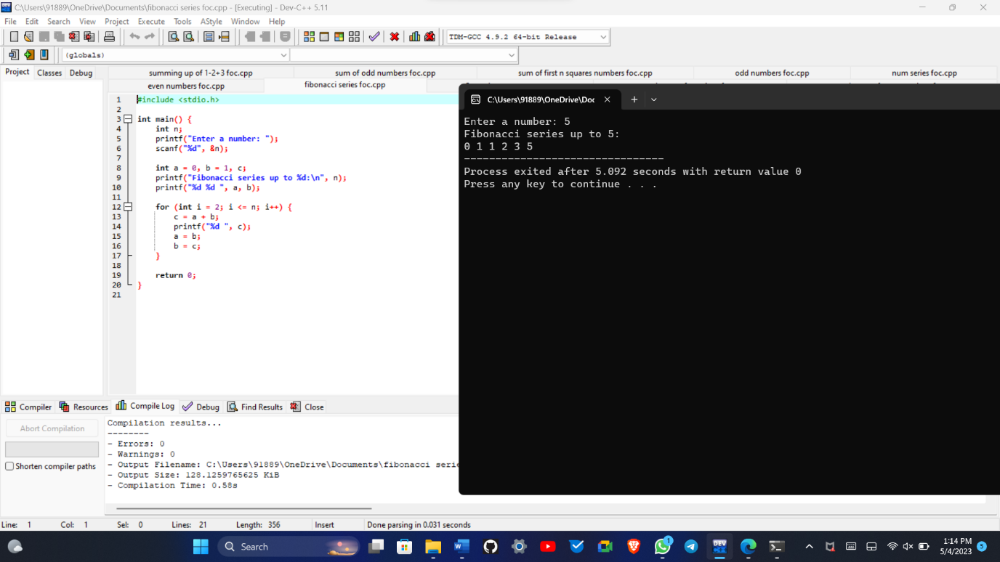 C:\Users\91889\OneDrive\Documents\fibonacci series foc.cpp - [Executing] - Dev-C++ 5.11
File Edit Search View Project Execute Tools AStyle Window Help
TDM-GCC 4.9.2 64-bit Release
(globals)
Project Classes Debug
summing up of 1-2+3 foc.cpp sum of odd numbers foc.cpp sum of first n squares numbers foc.cpp odd numbers foc.cpp num series foc.cpp
even numbers foc.cpp fibonacci series foc.cpp
1 #include <stdio.h>
2
3 int main() {
4 int n;
5 printf("Enter a number: ");
6 scanf("%d", &n);
7
8 int a = 0, b = 1, c;
9 printf("Fibonacci series up to %d:\n", n);
10 printf("%d %d ", a, b);
11
12 for (int i = 2; i <= n; i++) {
13 c = a + b;
14 printf("%d ", c);
15 a = b;
16 b = c;
17 }
18
19 return 0;
20 }
21
C:\Users\91889\OneDrive\Doc
Enter a number: 5
Fibonacci series up to 5:
0 1 1 2 3 5
--------------------------------
Process exited after 5.092 seconds with return value 0
Press any key to continue . . .
Compiler Resources Compile Log Debug Find Results Close
Abort Compilation
Shorten compiler paths
Compilation results...
--------
- Errors: 0
- Warnings: 0
- Output Filename: C:\Users\91889\OneDrive\Documents\fibonacci serie
- Output Size: 128.1259765625 KiB
- Compilation Time: 0.58s
Line: 1 Col: 1 Sel: 0 Lines: 21 Length: 356 Insert Done parsing in 0.031 seconds
Search
W
DEV
1
1:14 PM
5/4/2023
5